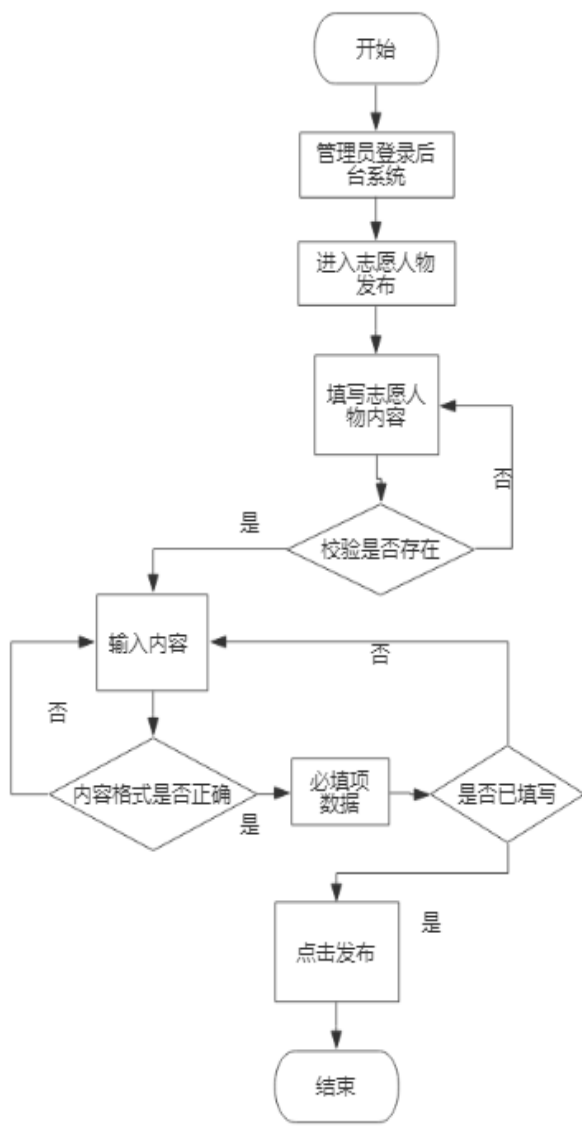 开始
管理员登录后
台系统
进入志愿人物
发布
填写志愿人
物内容
否
是
校验是否存在
输入内容
否
否
内容格式是否正确
是
必填项
数据
是否已填写
点击发布
是
结束